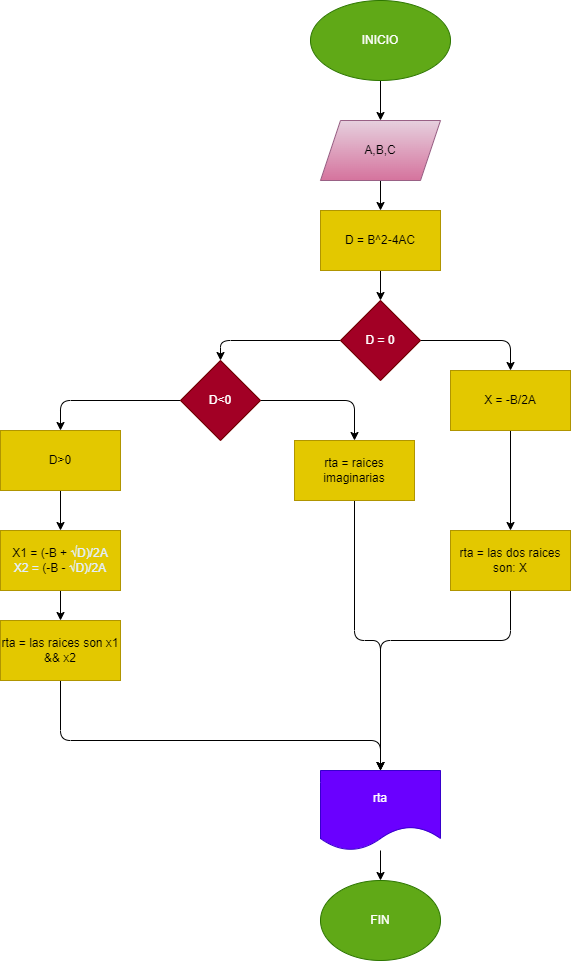 INICIO
A,B,C
D = B^2-4AC
D = 0
D<0
X = -B/2A
D>0
rta = raices
imaginarias
X1 = (-B + √D)/2A
X2 = (-B - √D)/2A
rta = las dos raices
son: X
rta = las raices son x1
&& x2
rta
FIN